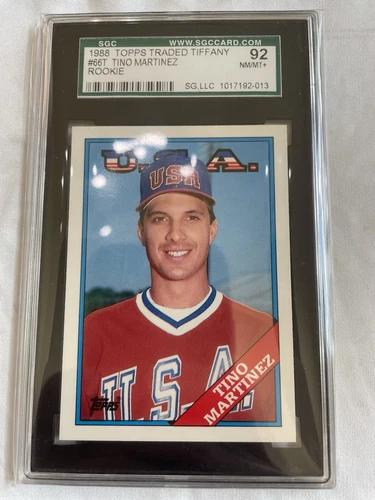 SGC
WWW.SGCCARD.COM
1988 TOPPS TRADED TIFFANY
#66T TINO MARTINEZ
ROOKIE
92
NM/MT+
SG,LLC 1017192-013
U.S.A.
USA
U.S.A.
Topps
TINO
MARTINEZ